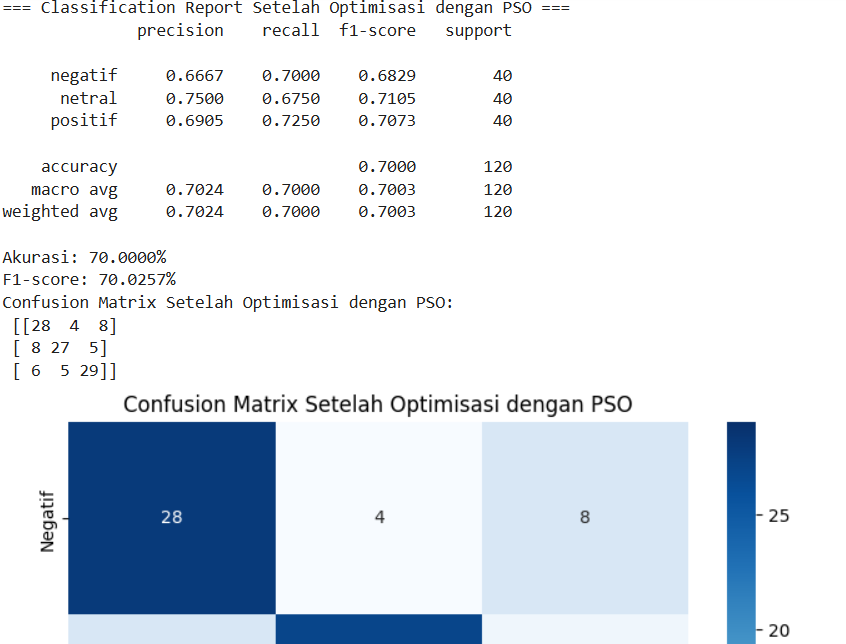 === Classification Report Setelah Optimisasi dengan PSO ===
precision recall f1-score support
negatif 0.6667 0.7000 0.6829 40
netral 0.7500 0.6750 0.7105 40
positif 0.6905 0.7250 0.7073 40
accuracy 0.7000 120
macro avg 0.7024 0.7000 0.7003 120
weighted avg 0.7024 0.7000 0.7003 120
Akurasi: 70.0000%
F1-score: 70.0257%
Confusion Matrix Setelah Optimisasi dengan PSO:
[[28 4 8]
[ 8 27 5]
[ 6 5 29]]
Confusion Matrix Setelah Optimisasi dengan PSO
Negatif
28 4 8
25
20